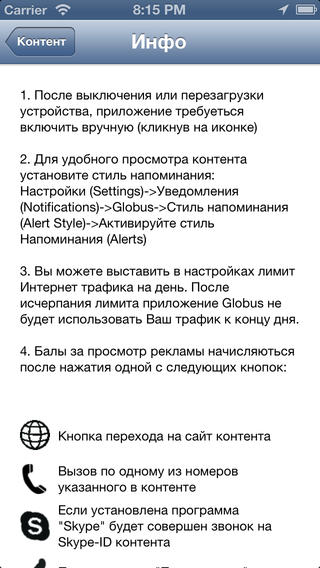 Carrier 8:15 PM
Контент Инфо
1. После выключения или перезагрузки
устройства, приложение требуеться
включить вручную (кликнув на иконке)
2. Для удобного просмотра контента
установите стиль напоминания:
Настройки (Settings)->Уведомления
(Notifications)->Globus->Стиль напоминания
(Alert Style)->Активируйте стиль
Напоминания (Alerts)
3. Вы можете выставить в настройках лимит
Интернет трафика на день. После
исчерпания лимита приложение Globus не
будет использовать Ваш трафик к концу дня.
4. Балы за просмотр рекламы начисляються
после нажатия одной с следующих кнопок:
Кнопка перехода на сайт контента
Вызов по одному из номеров
указанного в контенте
Если установлена программа
"Skype" будет совершен звонок на
Skype-ID контента